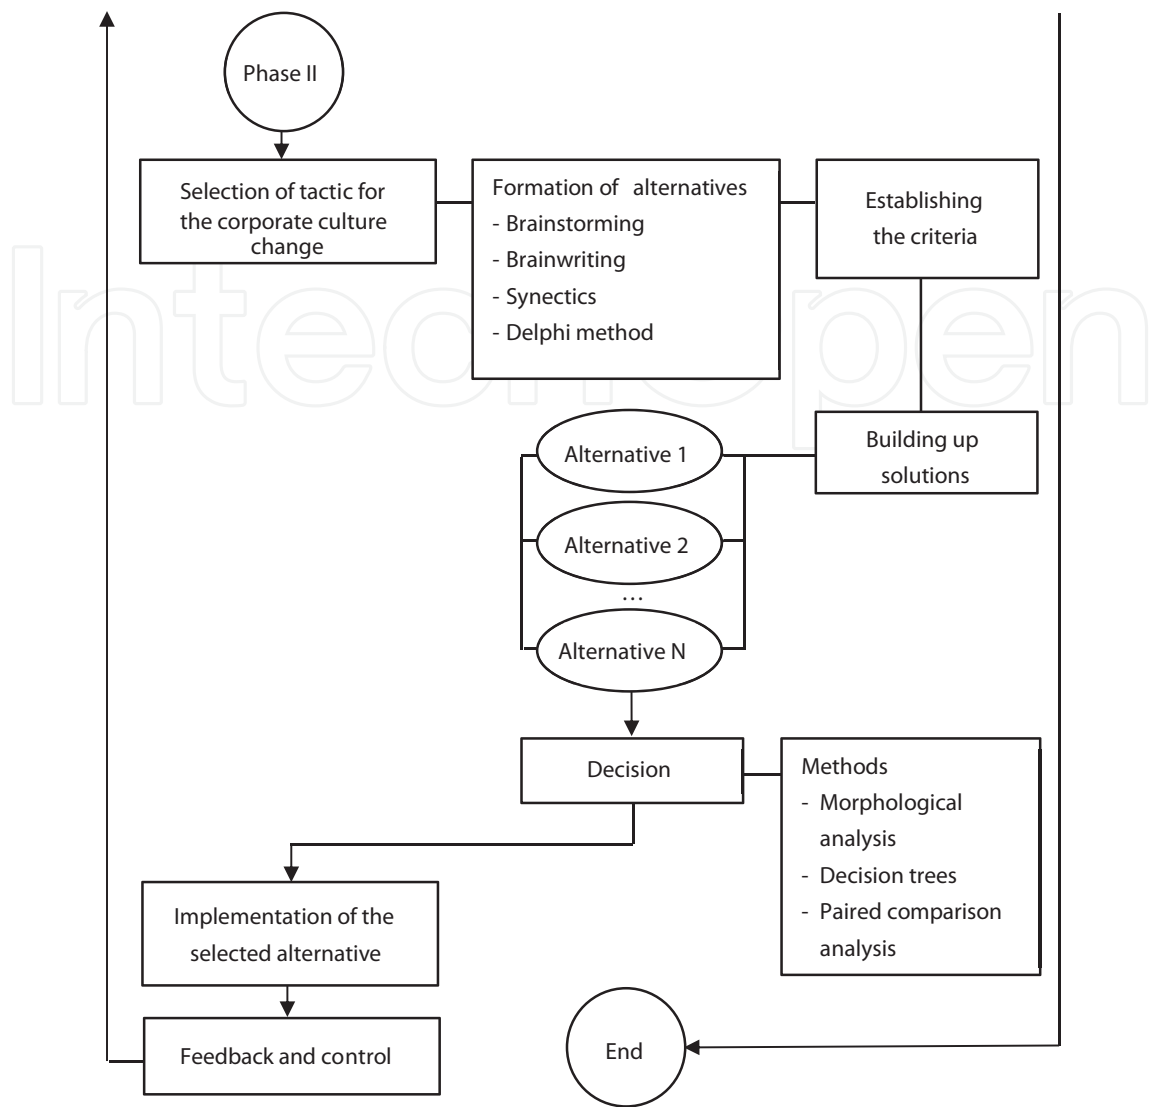 Phase II
Selection of tactic for
the corporate culture
change
Formation of alternatives
- Brainstorming
- Brainwriting
- Synectics
- Delphi method
Establishing
the criteria
Building up
solutions
Alternative 1
Alternative 2
...
Alternative N
Decision
Methods
- Morphological
analysis
- Decision trees
- Paired comparison
analysis
Implementation of the
selected alternative
Feedback and control
End
IntechOpen